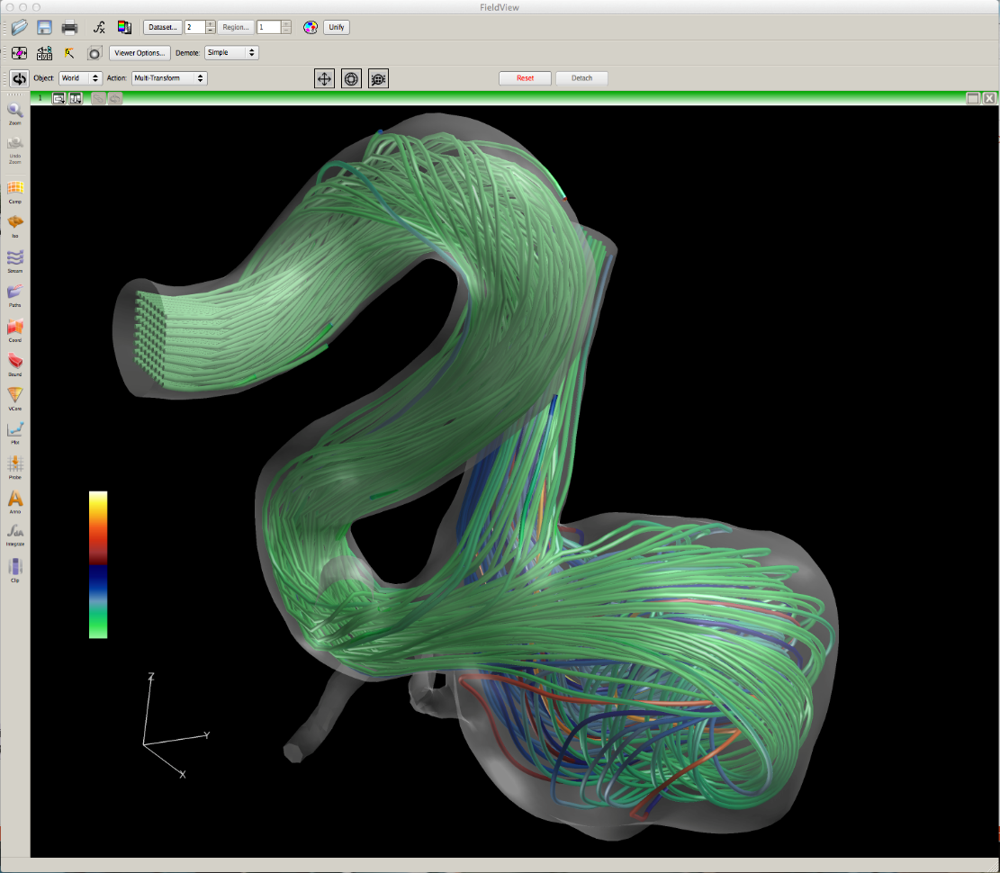 FieldView
Dataset... 2 Region... 1 Unify
Viewer Options... Demote: Simple
Object: World Action: Multi-Transform Reset Detach
1
Zoom
Undo
Zoom
Comp
Iso
Stream
Paths
Coord
Bound
VCore
Plot
Probe
Anno
Integrate
Clip
Z
Y
X